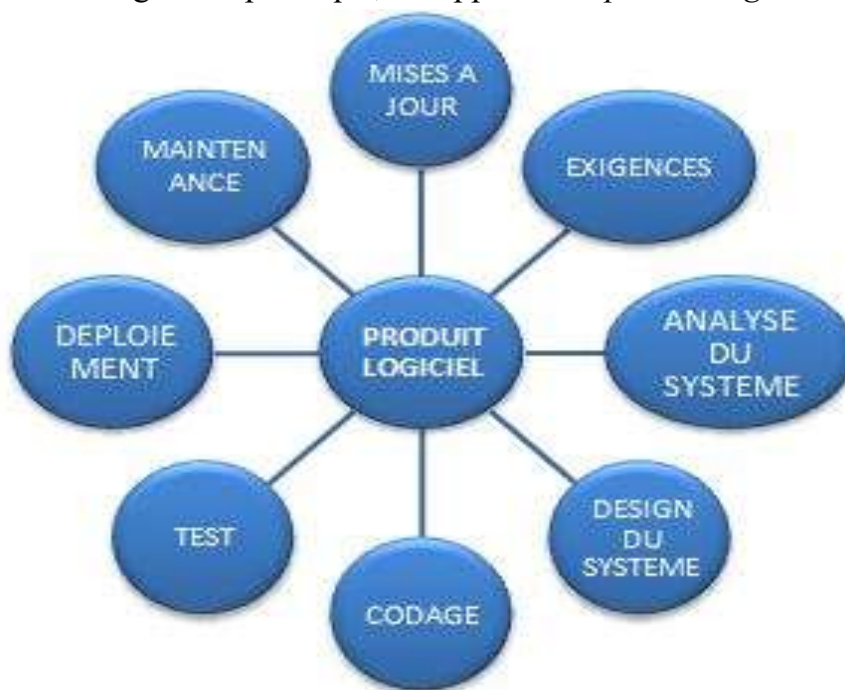 MISES A
JOUR
EXIGENCES
ANALYSE
DU
SYSTEME
DESIGN
DU
SYSTEME
CODAGE
TEST
DEPLOIE
MENT
MAINTEN
ANCE
PRODUIT
LOGICIEL